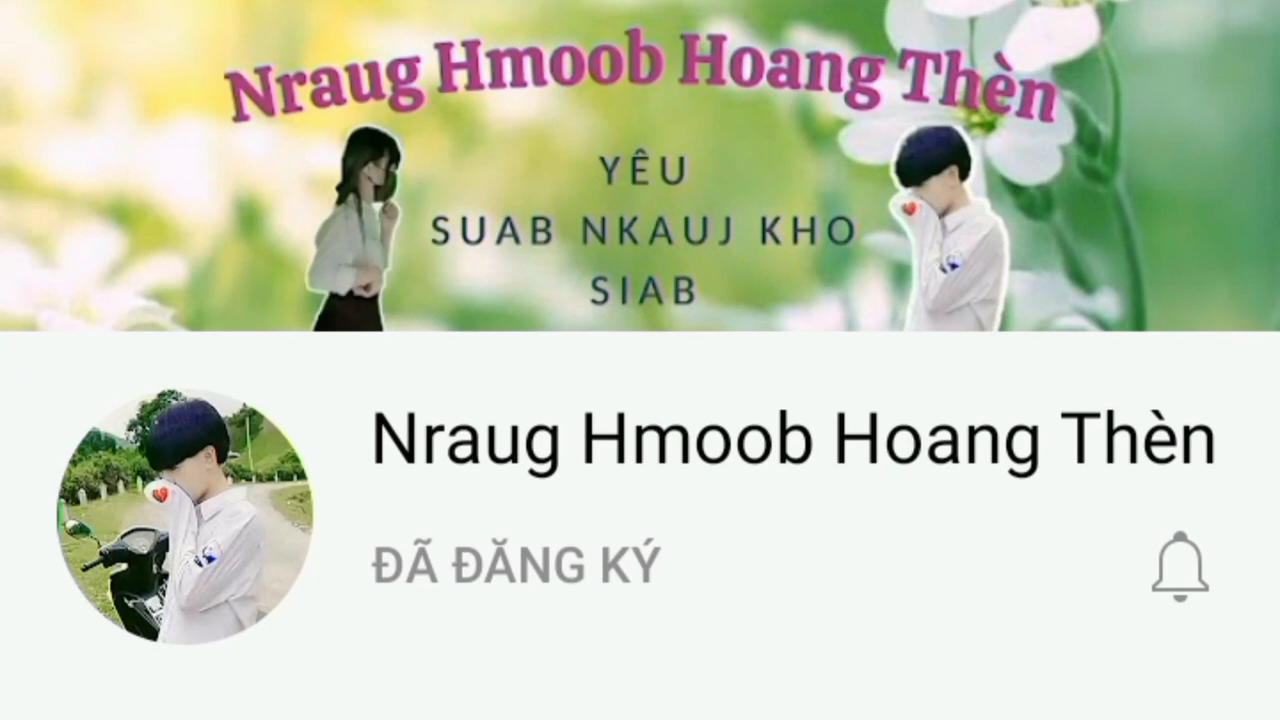 Nraug Hmoob Hoang Thèn
YÊU
SUAB NKAUJ KHO
SIAB
Nraug Hmoob Hoang Thèn
ĐÃ ĐĂNG KÝ